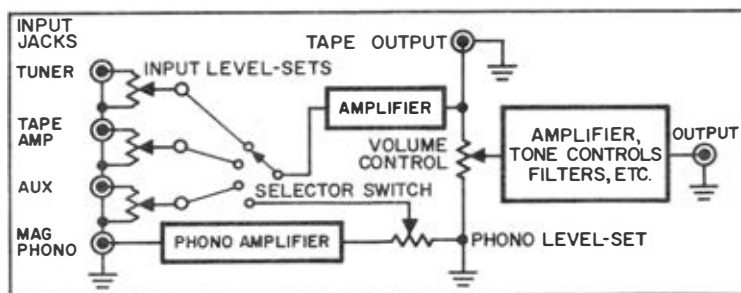 INPUT
JACKS
TUNER
INPUT LEVEL-SETS
TAPE OUTPUT
TAPE
AMP
AMPLIFIER
VOLUME
CONTROL
AMPLIFIER,
TONE CONTROLS
FILTERS, ETC.
OUTPUT
AUX
SELECTOR SWITCH
MAG
PHONO
PHONO AMPLIFIER
PHONO LEVEL-SET